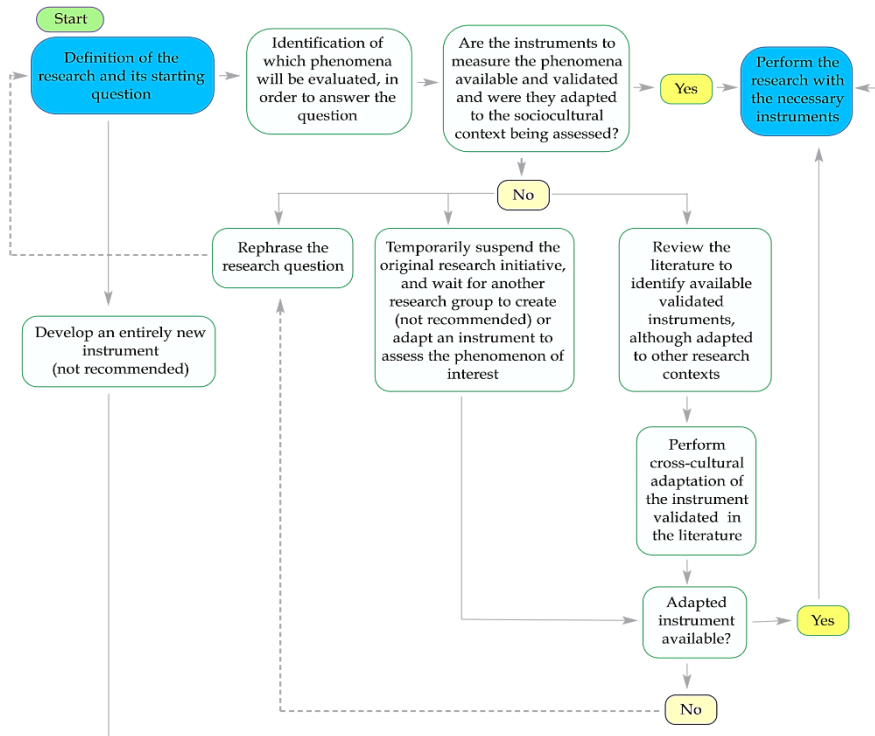 Start
Definition of the
research and its starting
question
Identification of
which phenomena
will be evaluated, in
order to answer the
question
Are the instruments to
measure the phenomena
available and validated
and were they adapted
to the sociocultural
context being assessed?
Yes
Perform the
research with
the necessary
instruments
No
Rephrase the
research question
Temporarily suspend the
original research initiative,
and wait for another
research group to create
(not recommended) or
adapt an instrument to
assess the phenomenon of
interest
Review the
literature to
identify available
validated
instruments,
although adapted
to other research
contexts
Develop an entirely new
instrument
(not recommended)
Perform
cross-cultural
adaptation of
the instrument
validated in
the literature
Adapted
instrument
available?
Yes
No